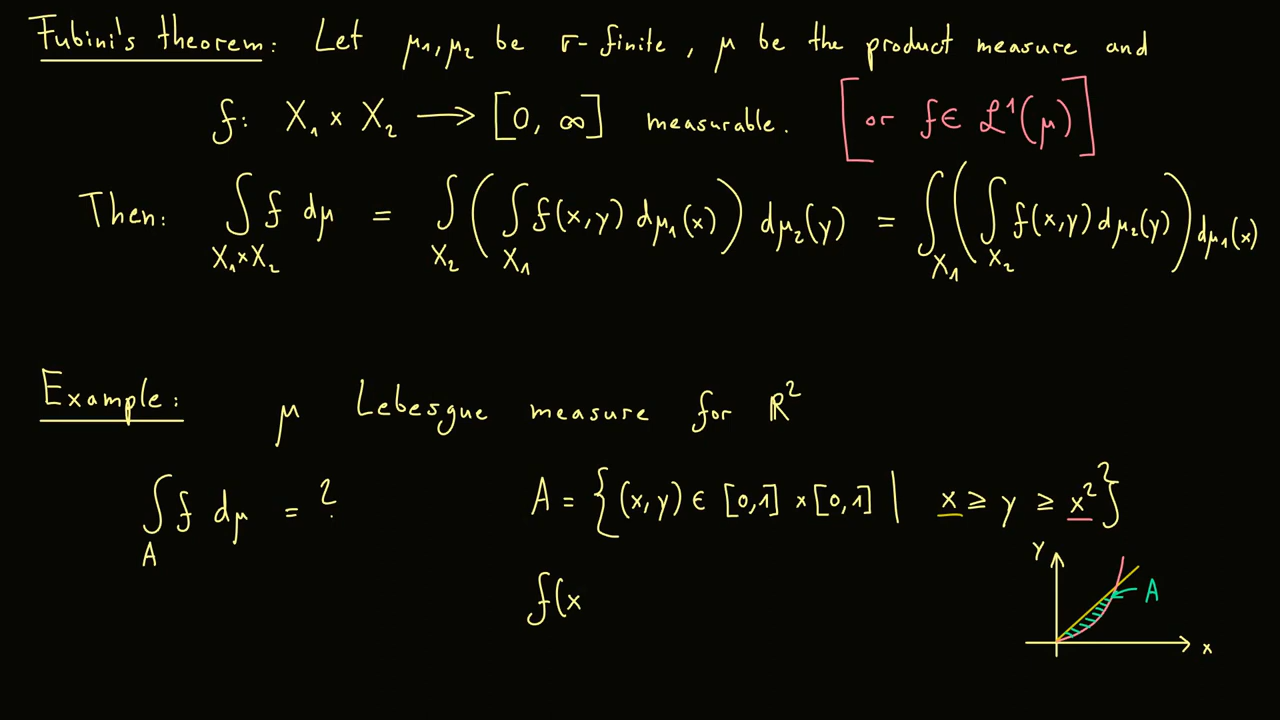 Fubini's theorem: Let μ₁, μ₂ be σ-finite, μ be the product measure and
f: X₁ × X₂ ⟶ [0, ∞] measurable. [or f ∈ ℒ¹(μ)]
Then: ∫_{X₁×X₂} f dμ = ∫_{X₂} ( ∫_{X₁} f(x,y) dμ₁(x) ) dμ₂(y) = ∫_{X₁} ( ∫_{X₂} f(x,y) dμ₂(y) ) dμ₁(x)
Example: μ Lebesgue measure for ℝ²
∫_A f dμ = ? A = { (x,y) ∈ [0,1] × [0,1] | x ≥ y ≥ x² }
f(x
y
A
x